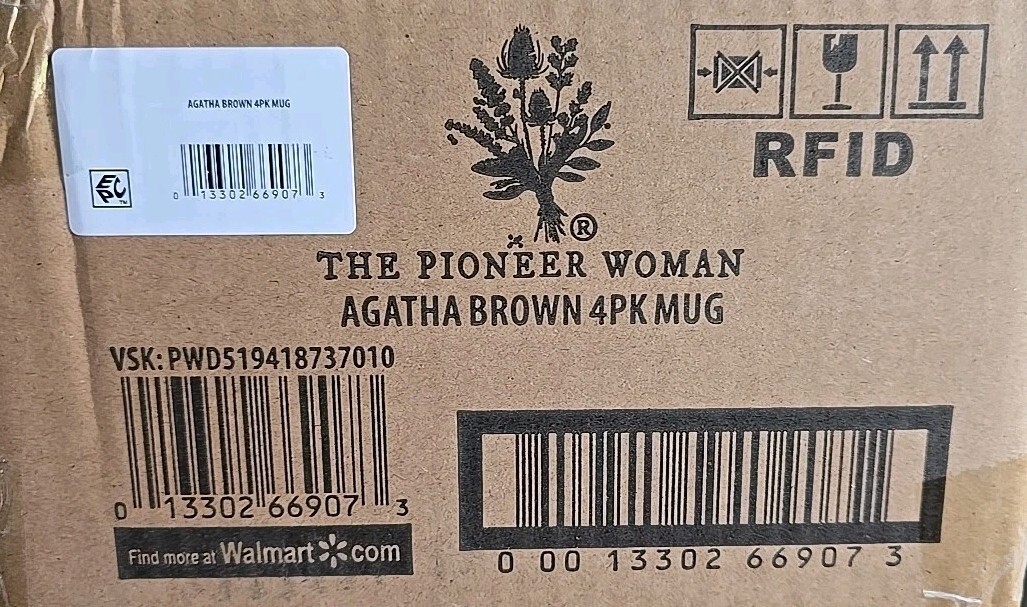 AGATHA BROWN 4PK MUG
EPC™
0 13302 66907 3
RFID
®
THE PIONEER WOMAN
AGATHA BROWN 4PK MUG
VSK: PWD519418737010
0 13302 66907 3
Find more at Walmart com
0 00 13302 66907 3